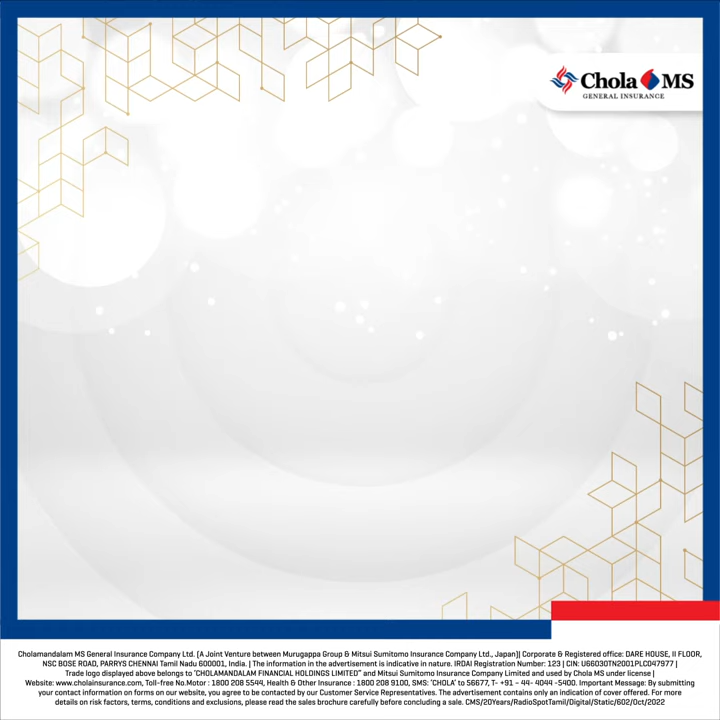 Chola MS
GENERAL INSURANCE
Cholamandalam MS General Insurance Company Ltd. [A Joint Venture between Murugappa Group & Mitsui Sumitomo Insurance Company Ltd., Japan]| Corporate & Registered office: DARE HOUSE, II FLOOR,
NSC BOSE ROAD, PARRYS CHENNAI Tamil Nadu 600001, India. | The information in the advertisement is indicative in nature. IRDAI Registration Number: 123 | CIN: U66030TN2001PLC047977 |
Trade logo displayed above belongs to 'CHOLAMANDALAM FINANCIAL HOLDINGS LIMITED" and Mitsui Sumitomo Insurance Company Limited and used by Chola MS under license |
Website: www.cholainsurance.com, Toll-free No.Motor : 1800 208 5544, Health & Other Insurance : 1800 208 9100, SMS: 'CHOLA' to 56677, T- +91 – 44- 4044 -5400. Important Message: By submitting
your contact information on forms on our website, you agree to be contacted by our Customer Service Representatives. The advertisement contains only an indication of cover offered. For more
details on risk factors, terms, conditions and exclusions, please read the sales brochure carefully before concluding a sale. CMS/20Years/RadioSpotTamil/Digital/Static/602/Oct/2022